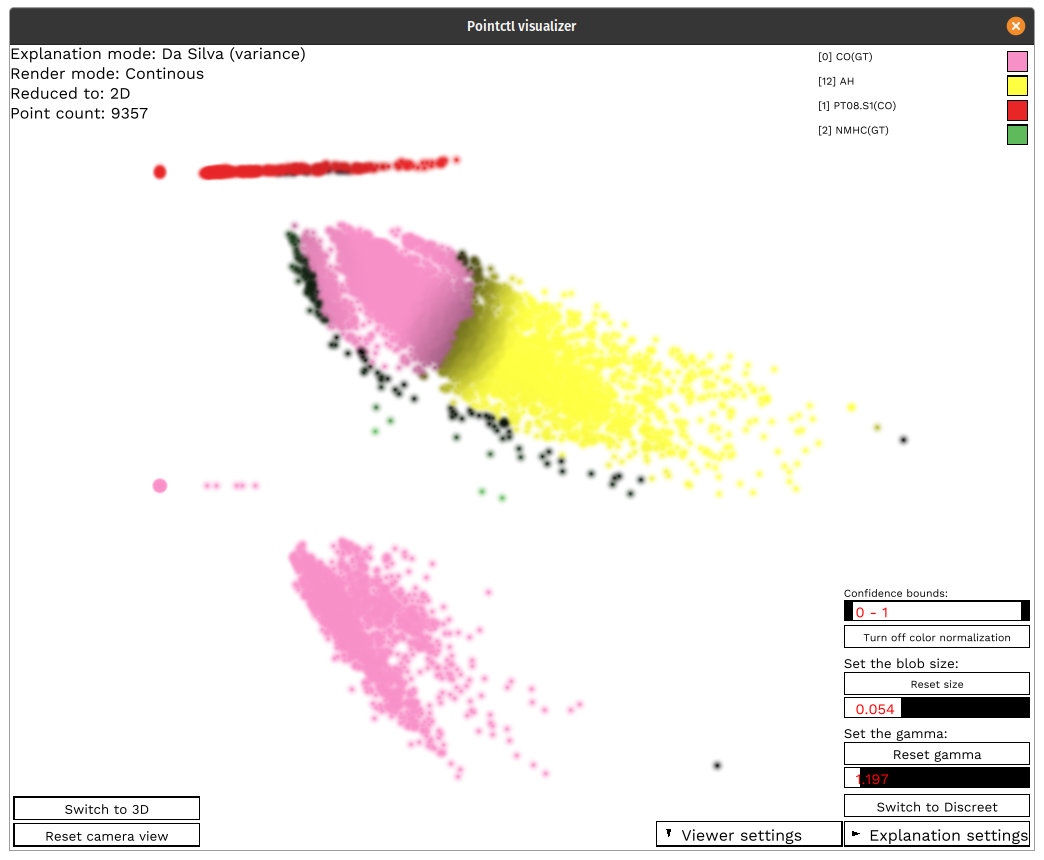 Pointctl visualizer
Explanation mode: Da Silva (variance)
Render mode: Continous
Reduced to: 2D
Point count: 9357
[0] CO(GT)
[12] AH
[1] PT08.S1(CO)
[2] NMHC(GT)
Confidence bounds:
0 - 1
Turn off color normalization
Set the blob size:
Reset size
0.054
Set the gamma:
Reset gamma
1.197
Switch to Discreet
Switch to 3D
Reset camera view
Viewer settings
Explanation settings